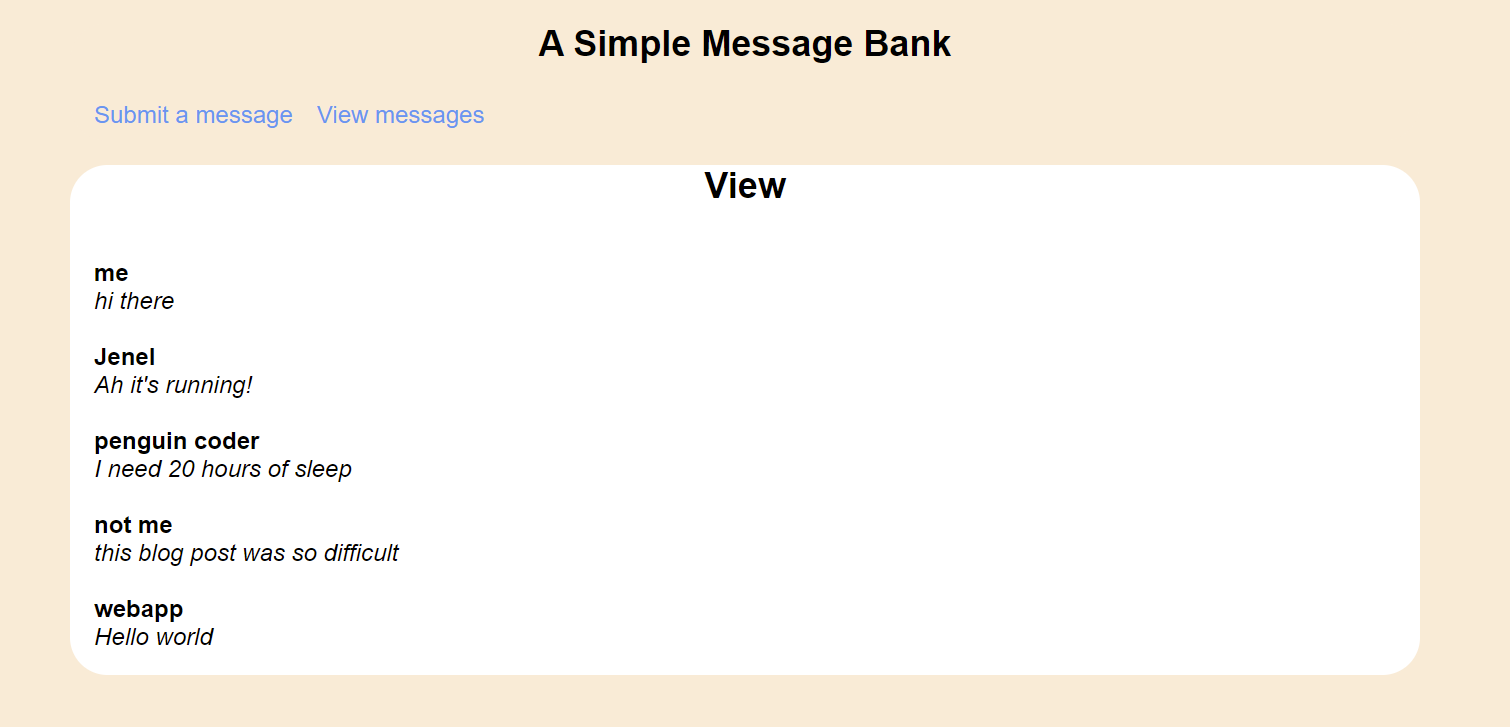 A Simple Message Bank
Submit a message View messages
View
me
hi there
Jenel
Ah it's running!
penguin coder
I need 20 hours of sleep
not me
this blog post was so difficult
webapp
Hello world